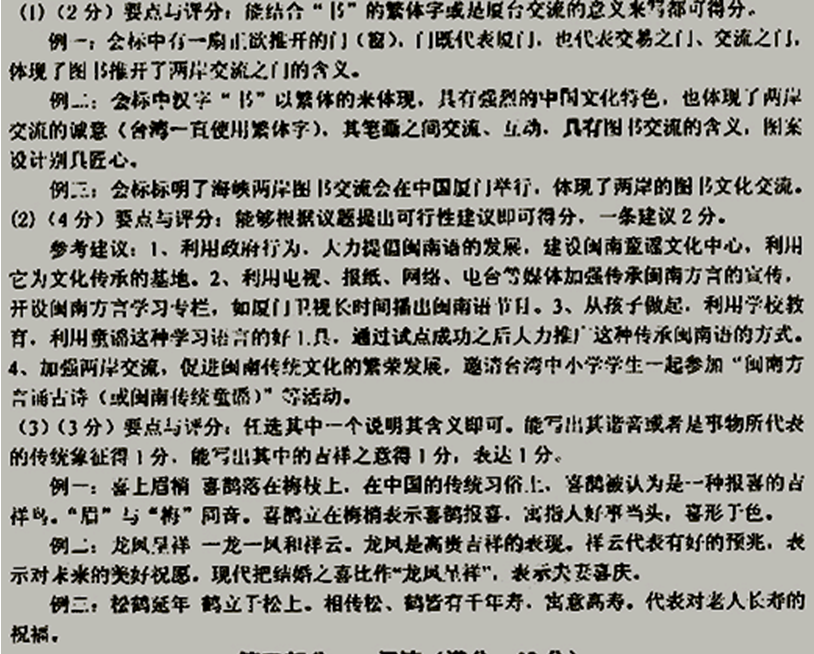 (1)(2分)要点与评分:能结合“书”的繁体字或是厦台交流的意义来写都可得分。
例一:会标中有一扇正欲推开的门(窗),门既代表厦门,也代表交易之门、交流之门,
体现了图书推开了两岸交流之门的含义。
例二:会标中汉字“书”以繁体的来体现,具有强烈的中国文化特色,也体现了两岸
交流的诚意(台湾一直使用繁体字),其笔画之间交流、互动,具有图书交流的含义,图案
设计别具匠心。
例三:会标标明了海峡两岸图书交流会在中国厦门举行,体现了两岸的图书文化交流。
(2)(4分)要点与评分:能够根据议题提出可行性建议即可得分,一条建议2分。
参考建议:1、利用政府行为,大力提倡闽南语的发展,建设闽南童谣文化中心,利用
它为文化传承的基地。2、利用电视、报纸、网络、电台等媒体加强传承闽南方言的宣传,
开设闽南方言学习专栏,如厦门卫视长时间播出闽南语节目。3、从孩子做起,利用学校教
育,利用童谣这种学习语言的好工具,通过试点成功之后大力推广这种传承闽南语的方式。
4、加强两岸交流,促进闽南传统文化的繁荣发展,邀请台湾中小学学生一起参加“闽南方
言诵古诗(或闽南传统童谣)”等活动。
(3)(3分)要点与评分:任选其中一个说明其含义即可。能写出其谐音或者是事物所代表
的传统象征得1分,能写出其中的吉祥之意得1分,表达1分。
例一:喜上眉梢 喜鹊落在梅枝上,在中国的传统习俗上,喜鹊被认为是一种报喜的吉
祥鸟。“眉”与“梅”同音。喜鹊立在梅梢表示喜鹊报喜,寓指人好事当头,喜形于色。
例二:龙凤呈祥 一龙一凤和祥云。龙凤是高贵吉祥的表现。祥云代表有好的预兆,表
示对未来的美好祝愿。现代把结婚之喜比作“龙凤呈祥”,表示夫妻喜庆。
例三:松鹤延年 鹤立于松上。相传松、鹤皆有千年寿,寓意高寿。代表对老人长寿的
祝福。